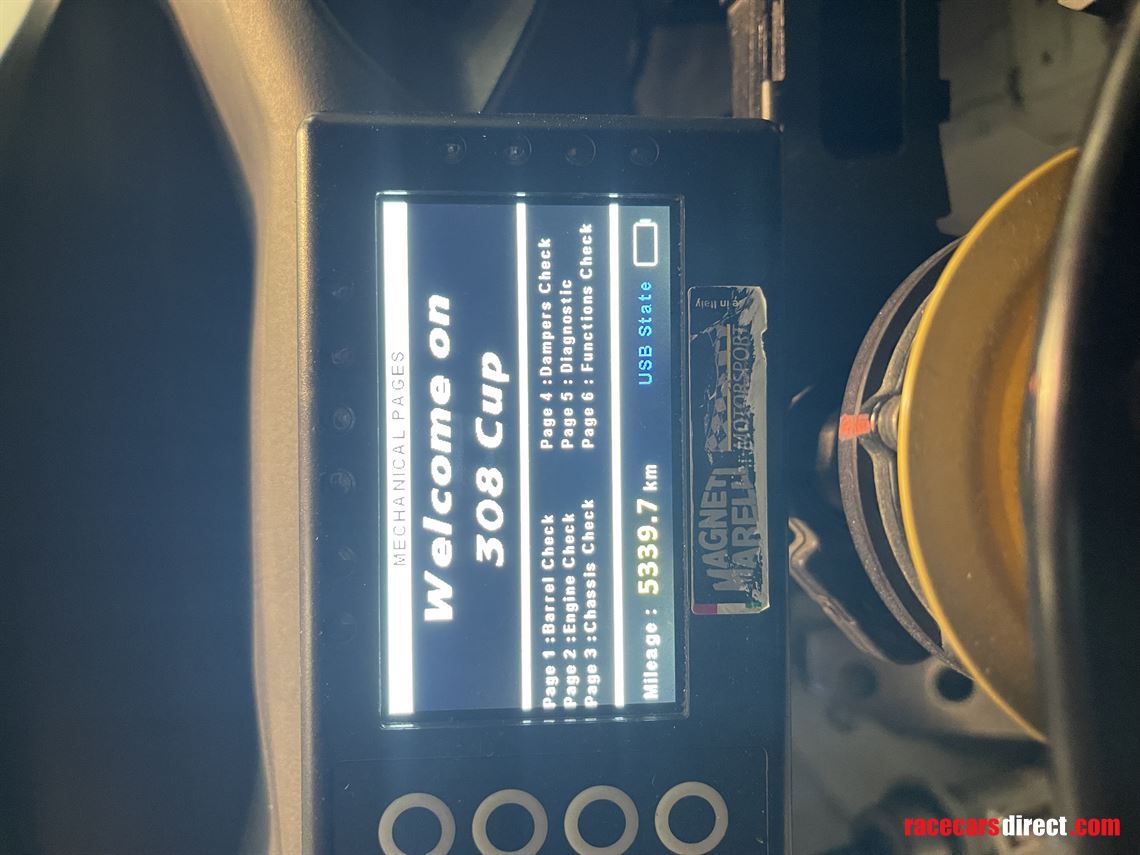 MECHANICAL PAGES
Welcome on
308 Cup
Page 1 : Barrel Check
Page 2 : Engine Check
Page 3 : Chassis Check
Page 4 : Dampers Check
Page 5 : Diagnostic
Page 6 : Functions Check
Mileage : 5339.7 km
USB State
MAGNETI
MARELLI MOTORSPORT
in Italy
racecarsdirect.com